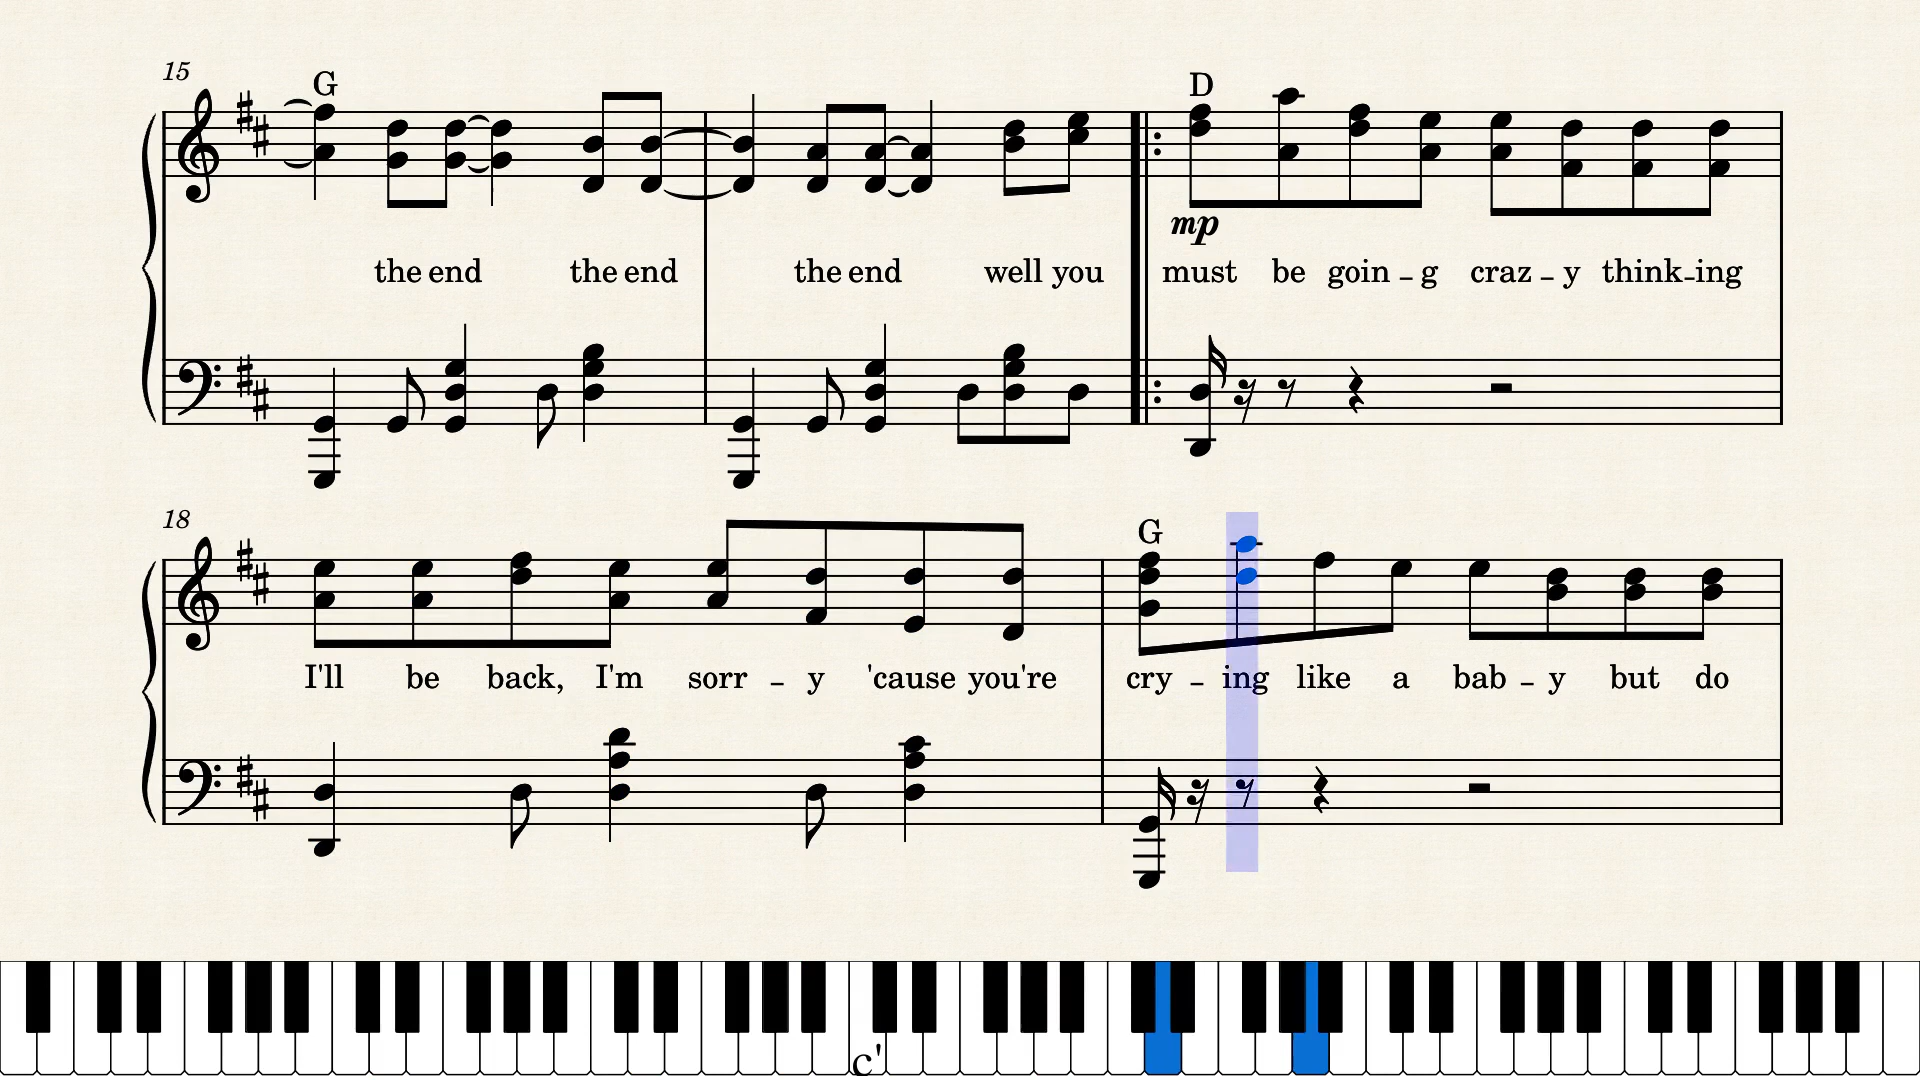 15
G
D
mp
the end the end the end well you must be goin - g craz - y think - ing
18
G
I'll be back, I'm sorr - y 'cause you're cry - ing like a bab - y but do
c'